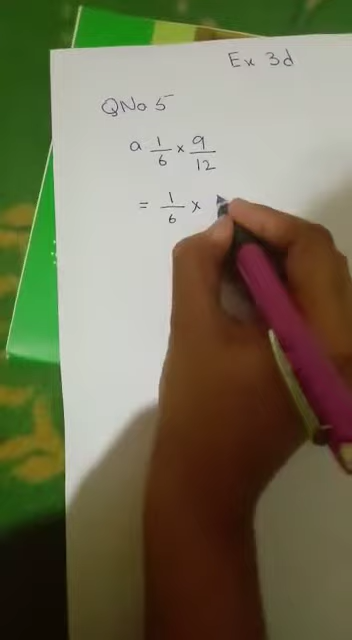 Ex 3d
QNo 5
a 1/6 × 9/12
= 1/6 ×